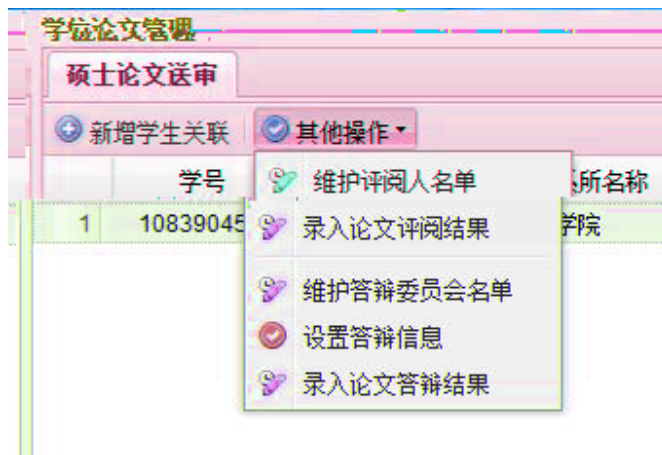 学位论文管理
硕士论文送审
新增学生关联 其他操作
学号 所名称
1 10839045 学院
维护评阅人名单
录入论文评阅结果
维护答辩委员会名单
设置答辩信息
录入论文答辩结果